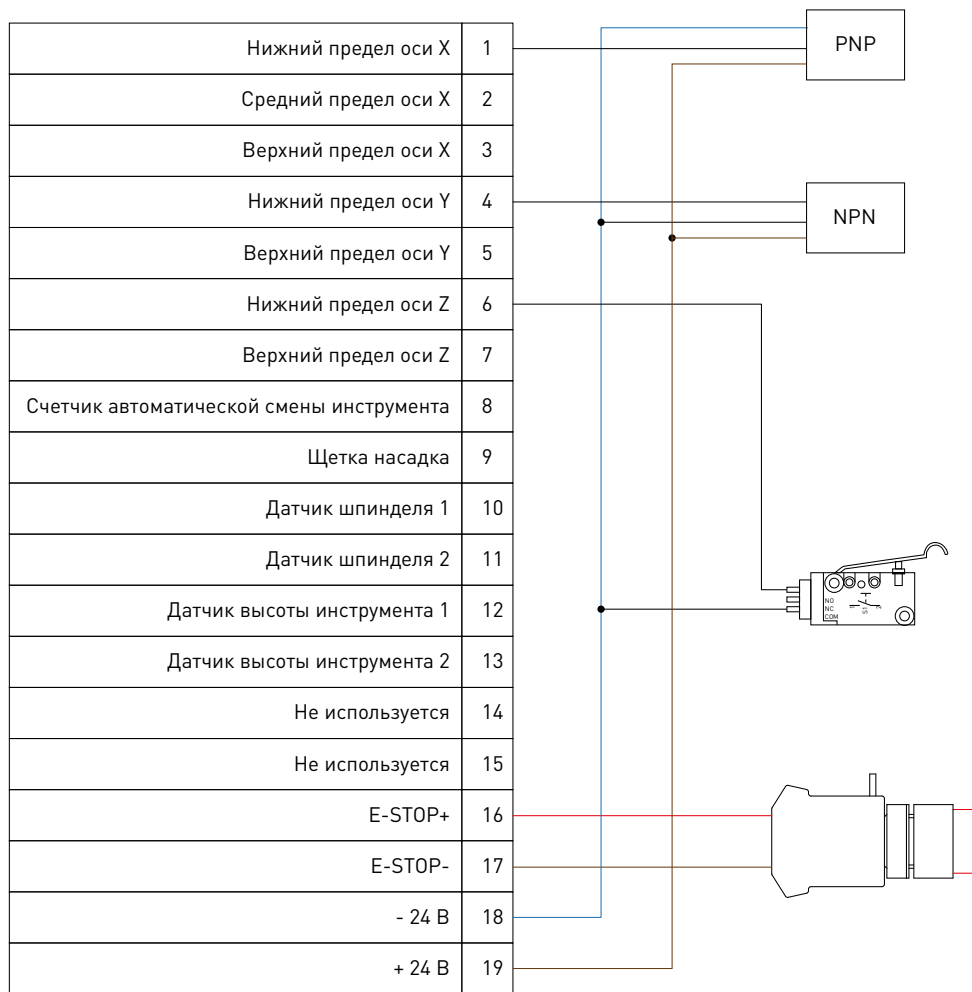 Нижний предел оси X 1
Средний предел оси X 2
Верхний предел оси X 3
Нижний предел оси Y 4
Верхний предел оси Y 5
Нижний предел оси Z 6
Верхний предел оси Z 7
Счетчик автоматической смены инструмента 8
Щетка насадка 9
Датчик шпинделя 1 10
Датчик шпинделя 2 11
Датчик высоты инструмента 1 12
Датчик высоты инструмента 2 13
Не используется 14
Не используется 15
E-STOP+ 16
E-STOP- 17
- 24 В 18
+ 24 В 19
PNP
NPN
NO
NC
COM
S1